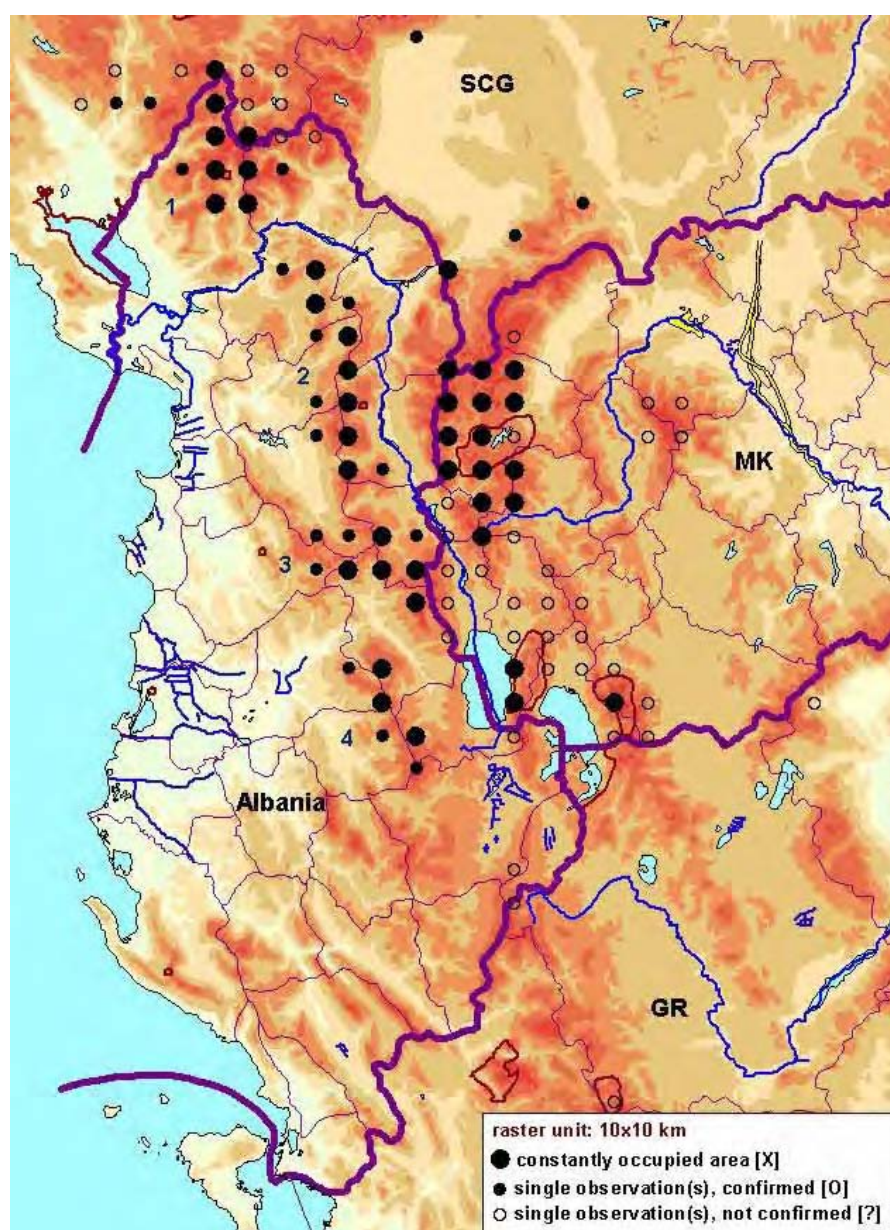 SCG
1
2
MK
3
4
Albania
GR
raster unit: 10x10 km
constantly occupied area [X]
single observation(s), confirmed [O]
single observation(s), not confirmed [?]